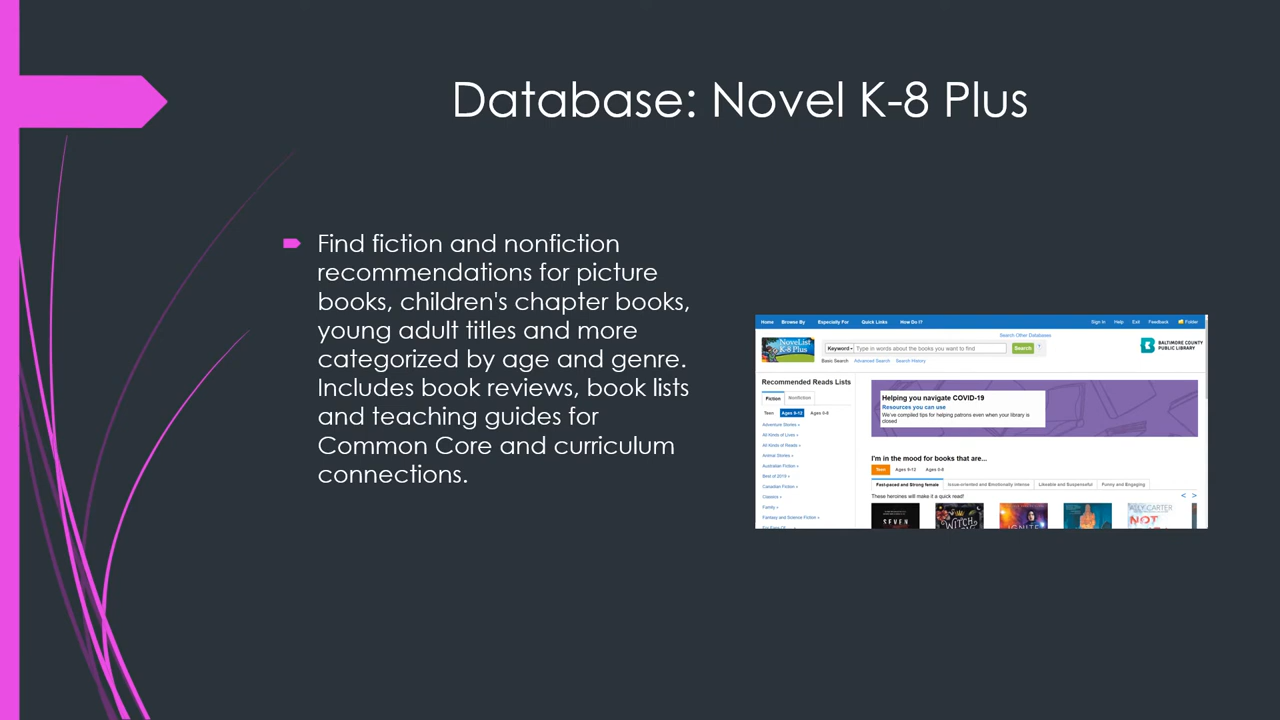 Database: Novel K-8 Plus
Find fiction and nonfiction
recommendations for picture
books, children's chapter books,
young adult titles and more
categorized by age and genre.
Includes book reviews, book lists
and teaching guides for
Common Core and curriculum
connections.
Home Browse By Especially For Quick Links How Do I? Sign In Help Exit Feedback Folder
Search Other Databases
NoveList
K-8 Plus
Keyword Type in words about the books you want to find Search
BALTIMORE COUNTY
PUBLIC LIBRARY
Basic Search Advanced Search Search History
Recommended Reads Lists
Fiction Nonfiction
Teen Ages 9-12 Ages 0-8
Adventure Stories »
All Kinds of Lives »
All Kinds of Reads »
Animal Stories »
Australian Fiction »
Best of 2019 »
Canadian Fiction »
Classics »
Family »
Fantasy and Science Fiction »
Helping you navigate COVID-19
Resources you can use
We've compiled tips for helping patrons even when your library is
closed
I'm in the mood for books that are...
Teen Ages 9-12 Ages 0-8
Fast-paced and Strong female Issue-oriented and Emotionally intense Likeable and Suspenseful Funny and Engaging
These heroines will make it a quick read! < >
SEVEN
WITCH
IGNITE
ALLY CARTER
NOT